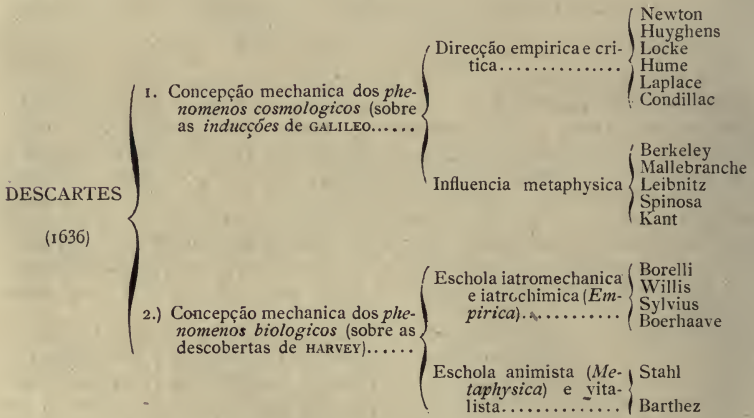 DESCARTES
(1636)
1. Concepção mechanica dos phe-
nomenos cosmologicos (sobre
as inducções de GALILEO......
Direcção empirica e cri-
tica...............
Newton
Huyghens
Locke
Hume
Laplace
Condillac
Influencia metaphysica
Berkeley
Mallebranche
Leibnitz
Spinosa
Kant
2.) Concepção mechanica dos phe-
nomenos biologicos (sobre as
descobertas de HARVEY)......
Eschola iatromechanica
e iatrochimica (Em-
pirica)............
Borelli
Willis
Sylvius
Boerhaave
Eschola animista (Me-
taphysica) e vita-
lista...............
Stahl
Barthez